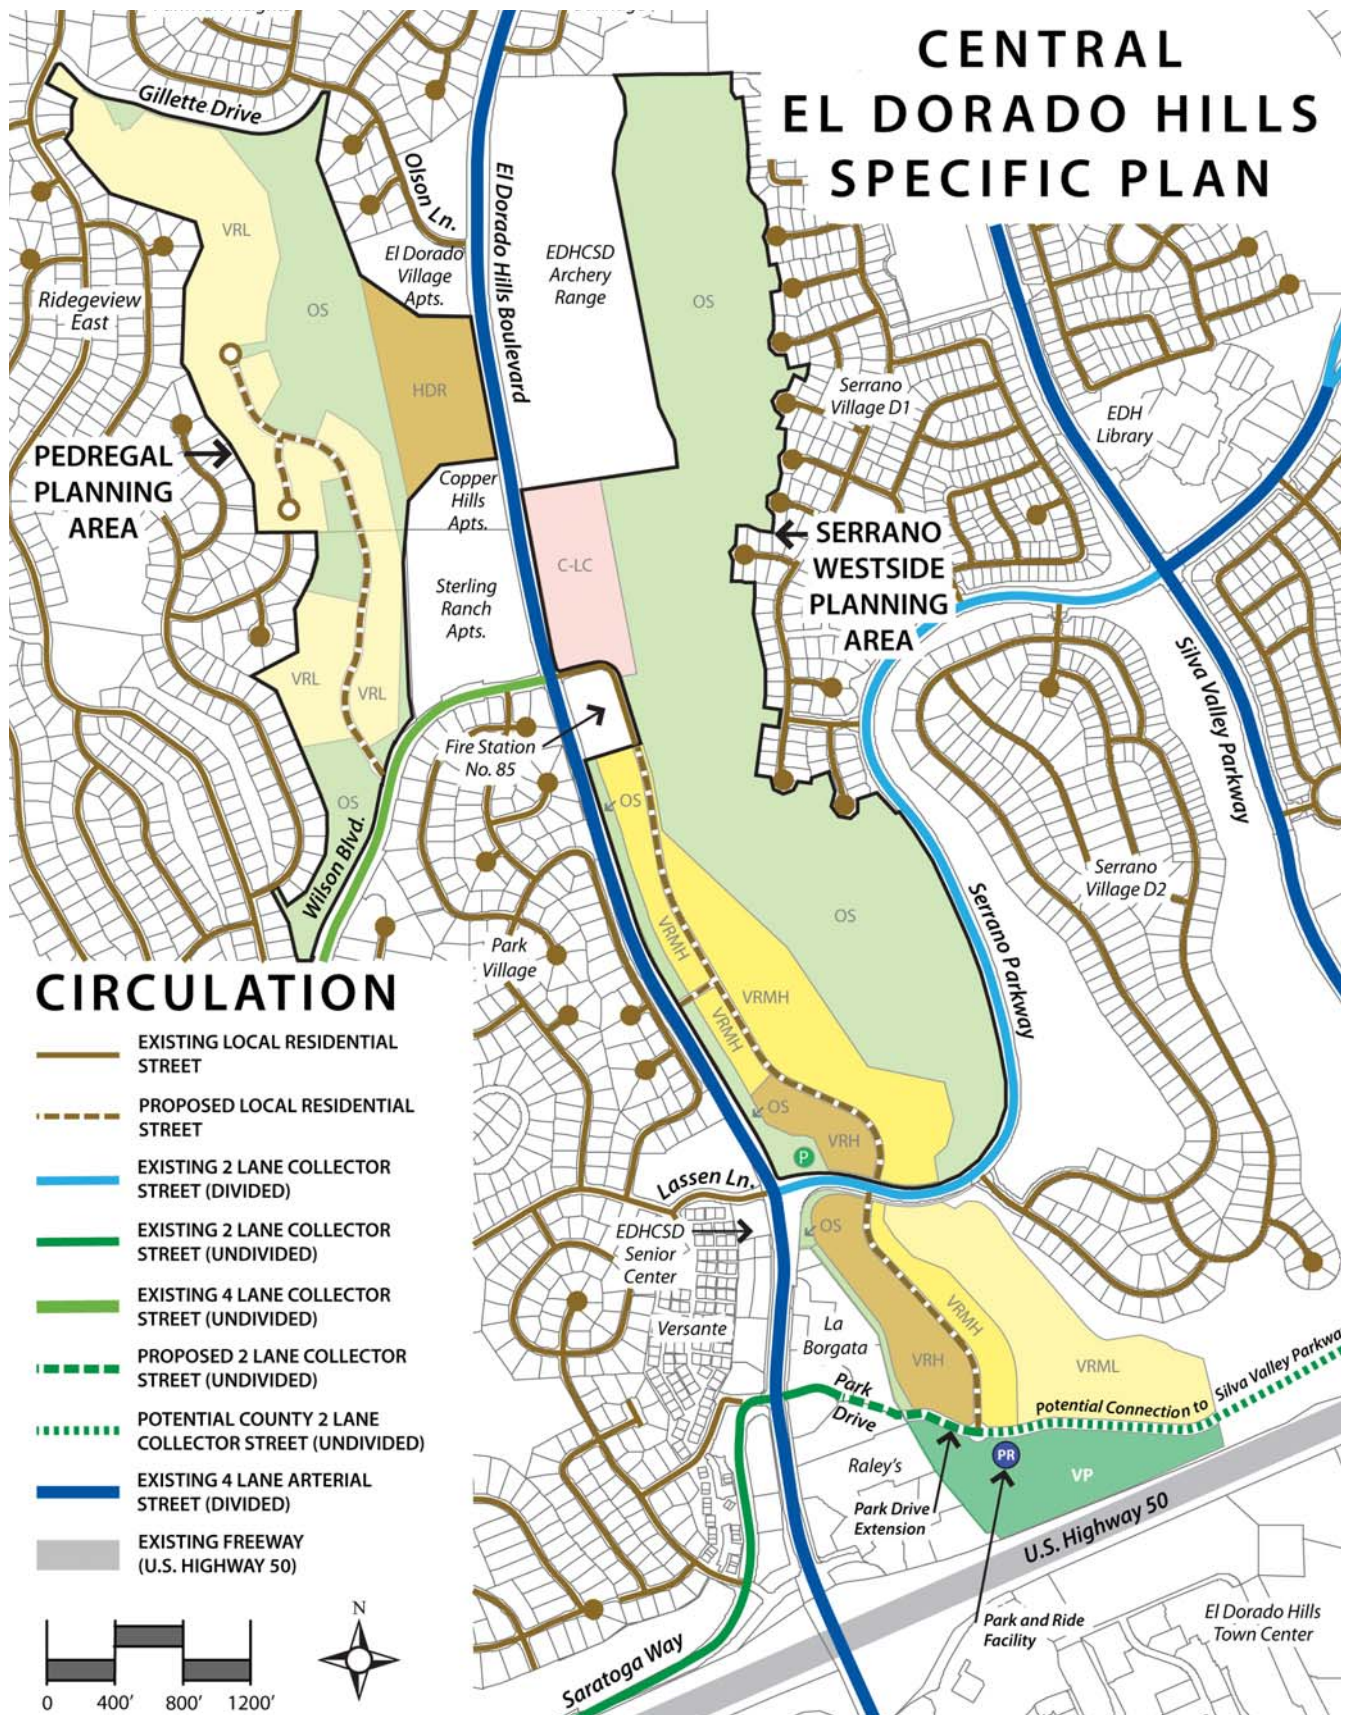 CENTRAL
EL DORADO HILLS
SPECIFIC PLAN
Gillette Drive
Olson Ln.
El Dorado Hills Boulevard
El Dorado
Village
Apts.
EDHCSD
Archery
Range
VRL
OS
OS
HDR
Ridgeview
East
Serrano
Village D1
EDH
Library
PEDREGAL
PLANNING
AREA
Copper
Hills
Apts.
C-LC
SERRANO
WESTSIDE
PLANNING
AREA
Sterling
Ranch
Apts.
VRL
VRL
Silva Valley Parkway
Fire Station
No. 85
OS
OS
Wilson Blvd.
Serrano
Village D2
Serrano Parkway
OS
Park
Village
VRMH
VRMH
VRMH
OS
VRH
P
Lassen Ln.
EDHCSD
Senior
Center
OS
Versante
La
Borgata
VRMH
VRH
VRML
Park
Drive
Potential Connection to
Silva Valley Parkwa
Raley's
PR
VP
Park Drive
Extension
U.S. Highway 50
Park and Ride
Facility
El Dorado Hills
Town Center
Saratoga Way
CIRCULATION
EXISTING LOCAL RESIDENTIAL
STREET
PROPOSED LOCAL RESIDENTIAL
STREET
EXISTING 2 LANE COLLECTOR
STREET (DIVIDED)
EXISTING 2 LANE COLLECTOR
STREET (UNDIVIDED)
EXISTING 4 LANE COLLECTOR
STREET (UNDIVIDED)
PROPOSED 2 LANE COLLECTOR
STREET (UNDIVIDED)
POTENTIAL COUNTY 2 LANE
COLLECTOR STREET (UNDIVIDED)
EXISTING 4 LANE ARTERIAL
STREET (DIVIDED)
EXISTING FREEWAY
(U.S. HIGHWAY 50)
N
0 400' 800' 1200'